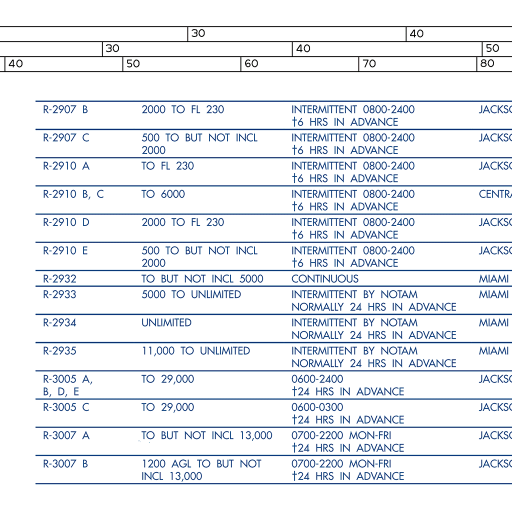 30 40
30 40 50
40 50 60 70 80
R-2907 B 2000 TO FL 230 INTERMITTENT 0800-2400 JACKSO
†6 HRS IN ADVANCE
R-2907 C 500 TO BUT NOT INCL INTERMITTENT 0800-2400 JACKSO
2000 †6 HRS IN ADVANCE
R-2910 A TO FL 230 INTERMITTENT 0800-2400 JACKSO
†6 HRS IN ADVANCE
R-2910 B, C TO 6000 INTERMITTENT 0800-2400 CENTRA
†6 HRS IN ADVANCE
R-2910 D 2000 TO FL 230 INTERMITTENT 0800-2400 JACKSO
†6 HRS IN ADVANCE
R-2910 E 500 TO BUT NOT INCL INTERMITTENT 0800-2400 JACKSO
2000 †6 HRS IN ADVANCE
R-2932 TO BUT NOT INCL 5000 CONTINUOUS MIAMI
R-2933 5000 TO UNLIMITED INTERMITTENT BY NOTAM MIAMI
NORMALLY 24 HRS IN ADVANCE
R-2934 UNLIMITED INTERMITTENT BY NOTAM MIAMI
NORMALLY 24 HRS IN ADVANCE
R-2935 11,000 TO UNLIMITED INTERMITTENT BY NOTAM MIAMI
NORMALLY 24 HRS IN ADVANCE
R-3005 A, TO 29,000 0600-2400 JACKSO
B, D, E †24 HRS IN ADVANCE
R-3005 C TO 29,000 0600-0300 JACKSO
†24 HRS IN ADVANCE
R-3007 A TO BUT NOT INCL 13,000 0700-2200 MON-FRI JACKSO
†24 HRS IN ADVANCE
R-3007 B 1200 AGL TO BUT NOT 0700-2200 MON-FRI JACKSO
INCL 13,000 †24 HRS IN ADVANCE